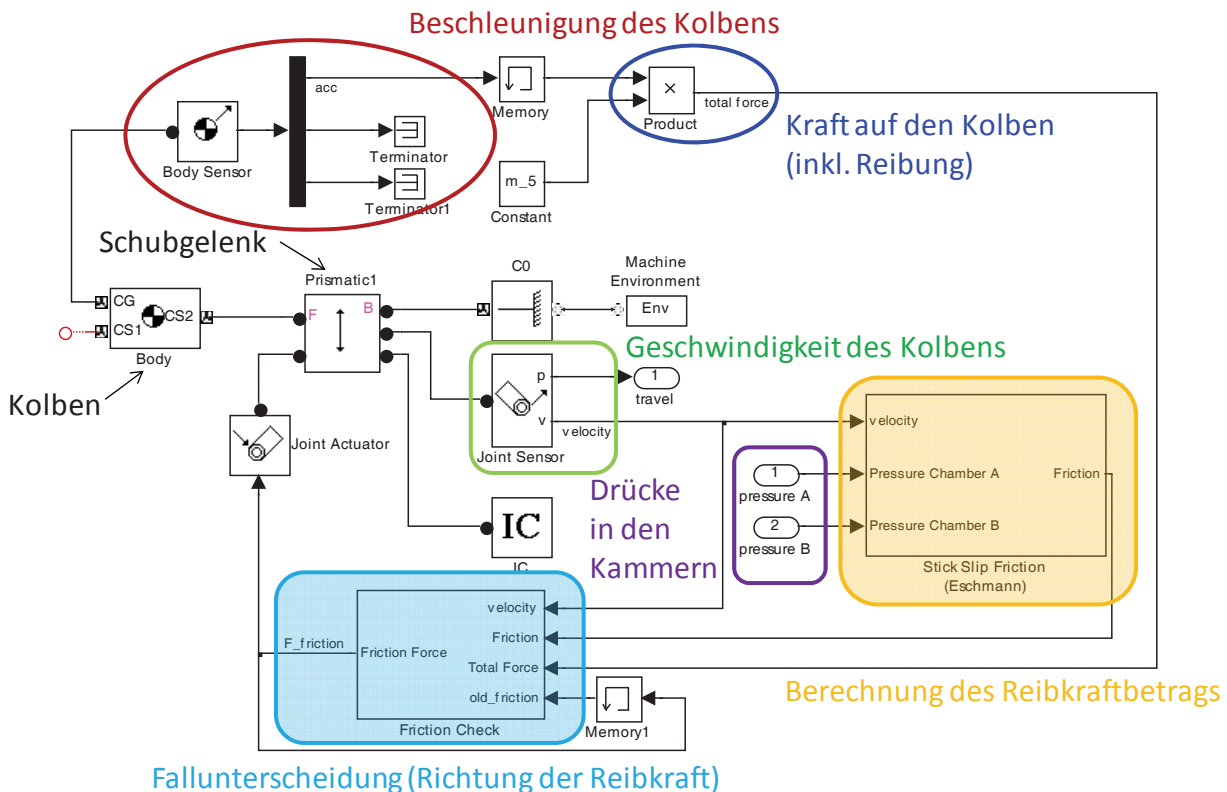 Beschleunigung des Kolbens
acc
Memory
×
Product
total force
Body Sensor
Terminator
Terminator1
m_5
Constant
Kraft auf den Kolben
(inkl. Reibung)
Schubgelenk
Prismatic1
C0
Machine
Environment
CG
CS1
CS2
Body
F
B
Env
Kolben
Geschwindigkeit des Kolbens
p
v
1
travel
velocity
Joint Sensor
Joint Actuator
velocity
Pressure Chamber A
Pressure Chamber B
Friction
Stick Slip Friction
(Eschmann)
1
pressure A
2
pressure B
Drücke
in den
Kammern
IC
IC
velocity
Friction
Total Force
old_friction
Friction Force
F_friction
Friction Check
Memory1
Berechnung des Reibkraftbetrags
Fallunterscheidung (Richtung der Reibkraft)